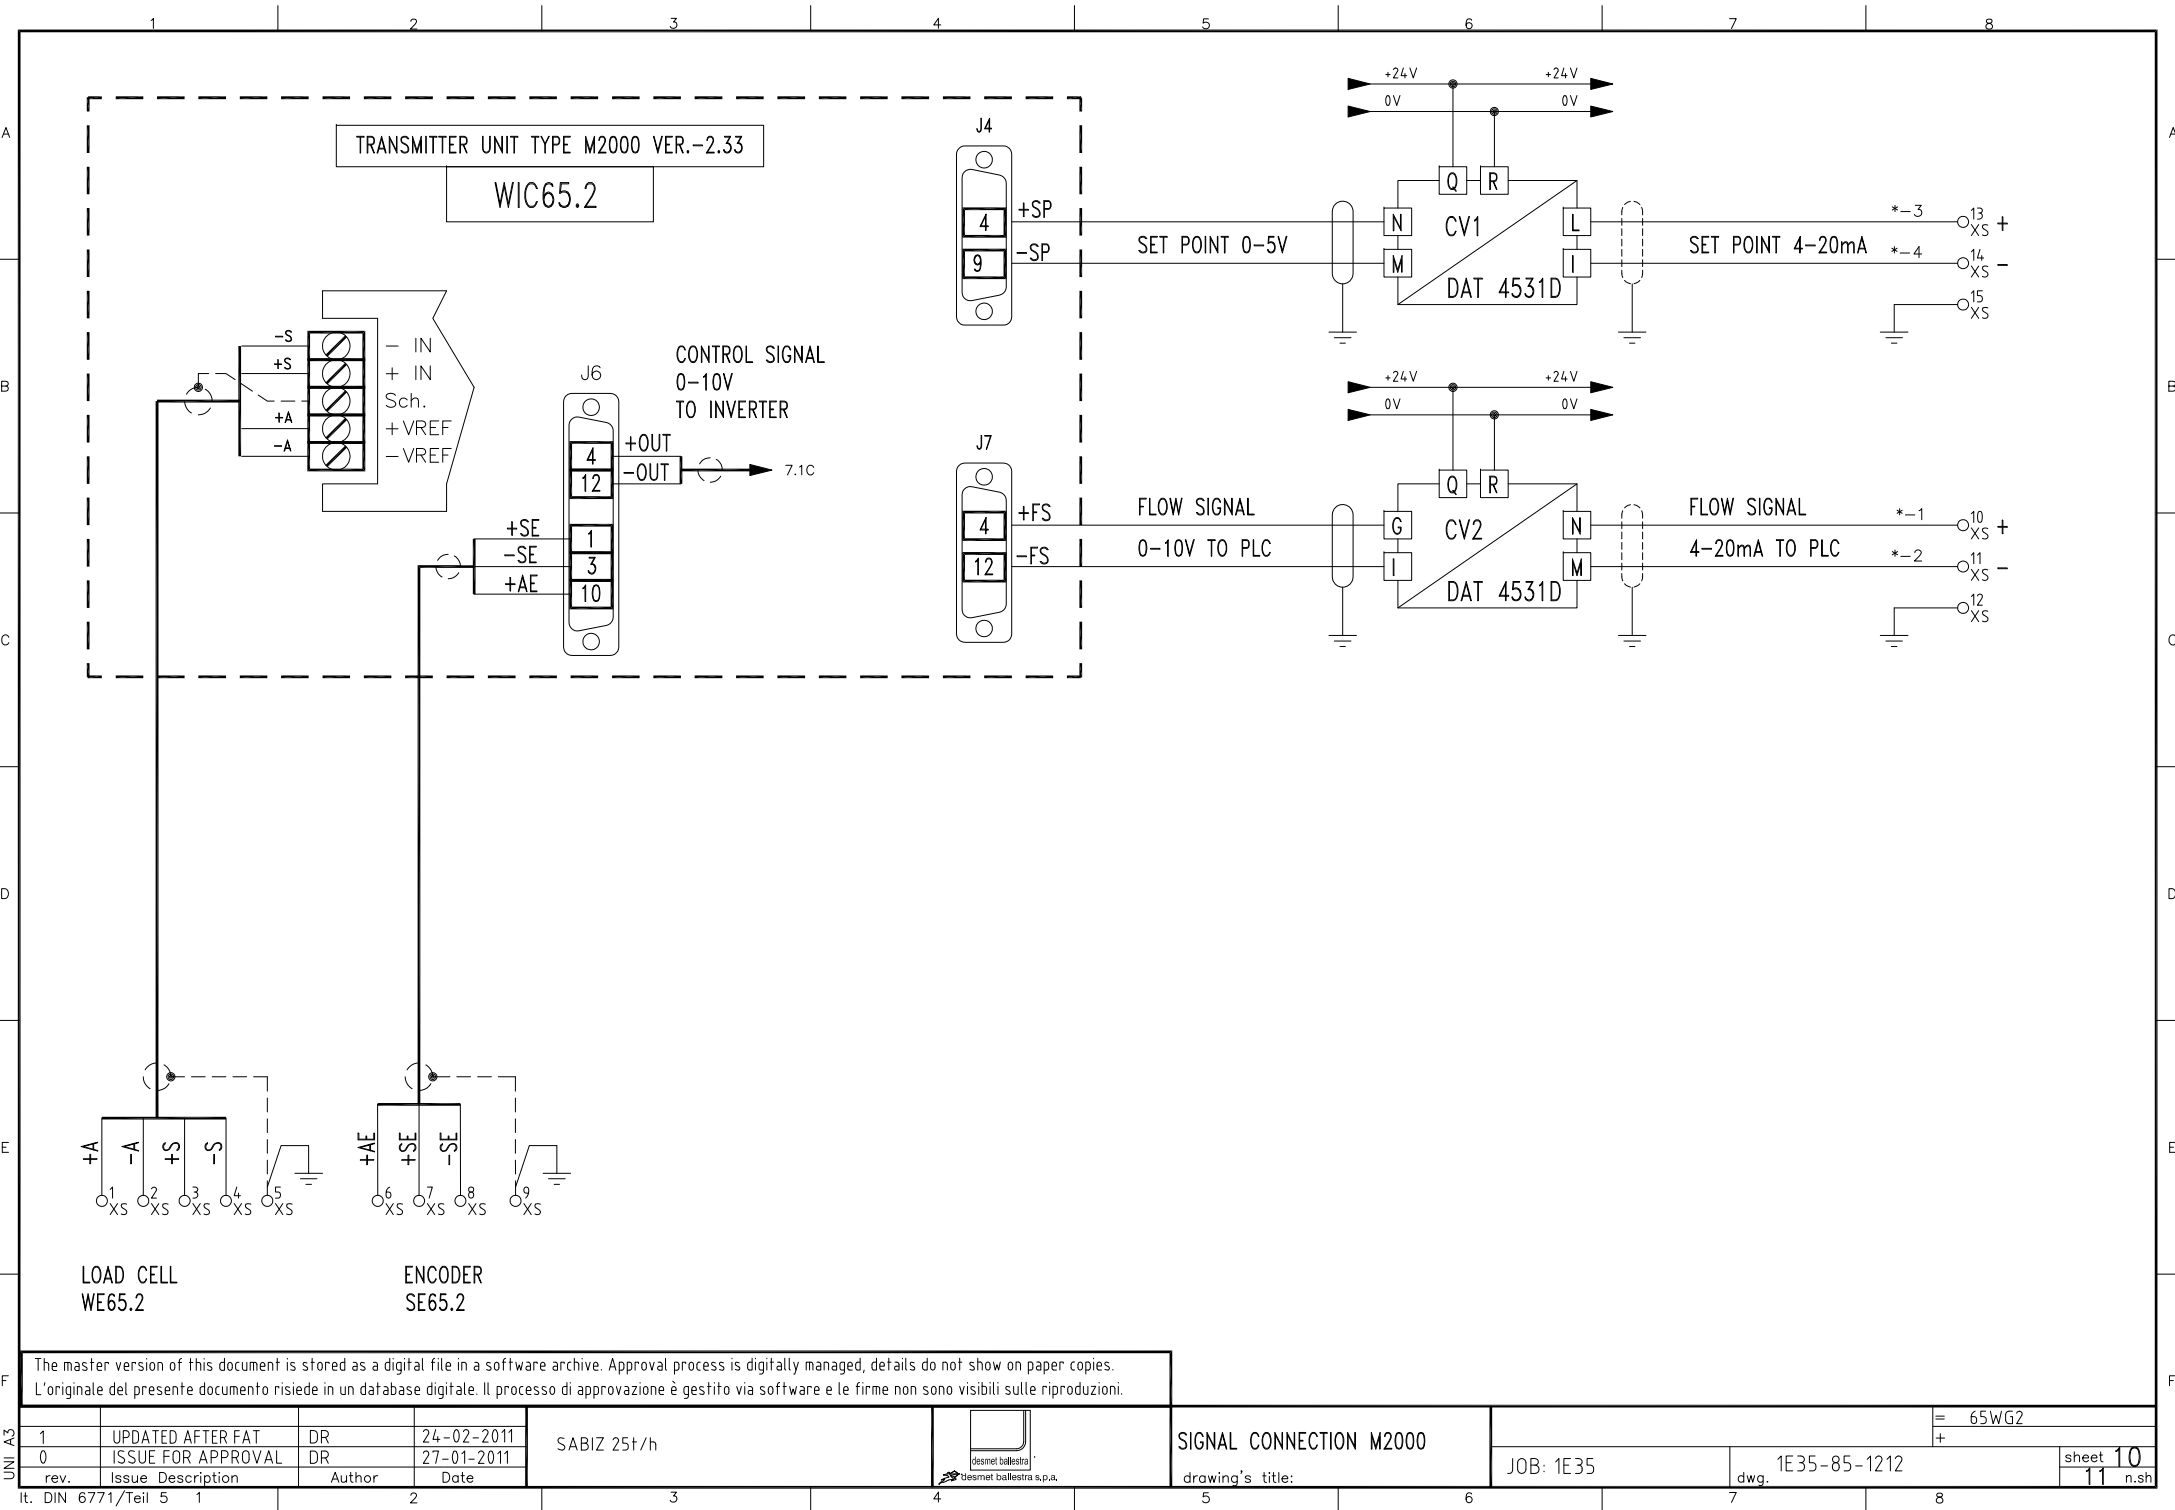 1 2 3 4 5 6 7 8
A A
B B
C C
D D
E E
F F
TRANSMITTER UNIT TYPE M2000 VER.-2.33
WIC65.2
-S
+S
+A
-A
- IN
+ IN
Sch.
+VREF
-VREF
J6
CONTROL SIGNAL
0-10V
TO INVERTER
4 +OUT
12 -OUT
7.1C
+SE 1
-SE 3
+AE 10
J4
4 +SP
9 -SP
SET POINT 0-5V
+24V +24V
0V 0V
Q R
N CV1 L
M I
DAT 4531D
SET POINT 4-20mA
*-3 13 XS +
*-4 14 XS -
15 XS
J7
4 +FS
12 -FS
FLOW SIGNAL
0-10V TO PLC
+24V +24V
0V 0V
Q R
G CV2 N
I M
DAT 4531D
FLOW SIGNAL
4-20mA TO PLC
*-1 10 XS +
*-2 11 XS -
12 XS
+A -A +S -S
1 XS 2 XS 3 XS 4 XS 5 XS
+AE +SE -SE
6 XS 7 XS 8 XS 9 XS
LOAD CELL
WE65.2
ENCODER
SE65.2
The master version of this document is stored as a digital file in a software archive. Approval process is digitally managed, details do not show on paper copies.
L'originale del presente documento risiede in un database digitale. Il processo di approvazione è gestito via software e le firme non sono visibili sulle riproduzioni.
UNI A3
1 UPDATED AFTER FAT DR 24-02-2011
0 ISSUE FOR APPROVAL DR 27-01-2011
rev. Issue Description Author Date
SABIZ 25t/h
desmet ballestra
desmet ballestra s.p.a.
SIGNAL CONNECTION M2000
drawing's title:
JOB: 1E35
dwg. 1E35-85-1212
= 65WG2
+
sheet 10
11 n.sh
lt. DIN 6771/Teil 5 1 2 3 4 5 6 7 8